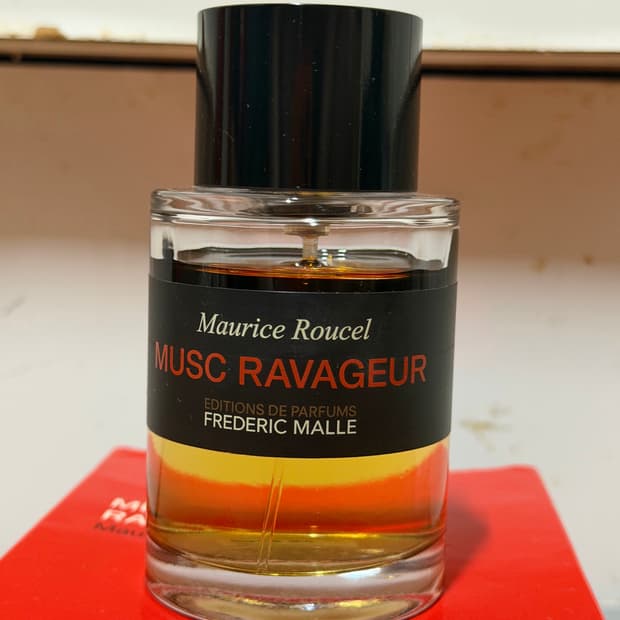 Maurice Roucel
MUSC RAVAGEUR
EDITIONS DE PARFUMS
FREDERIC MALLE